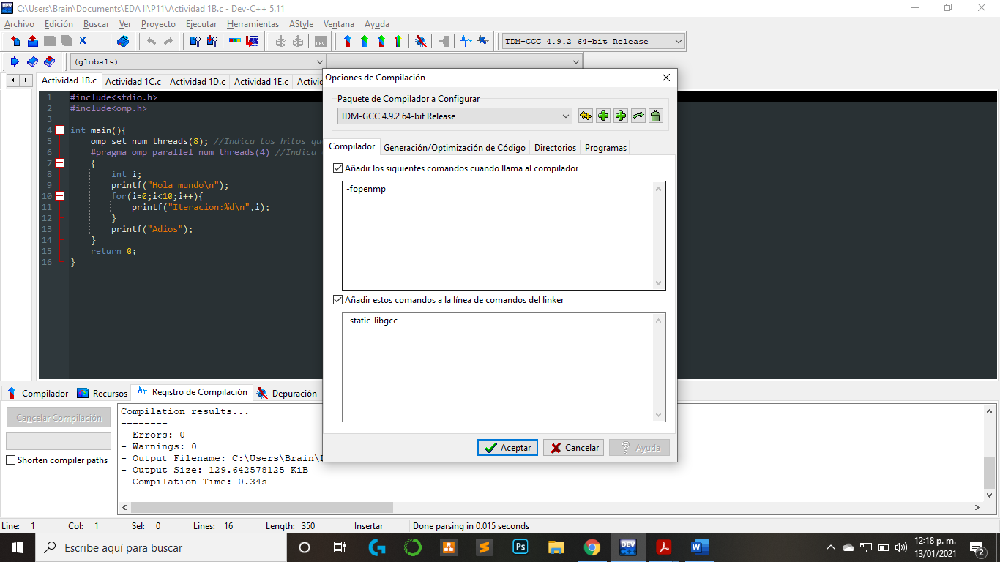 C:\Users\Brain\Documents\EDA II\P11\Actividad 1B.c - Dev-C++ 5.11
Archivo Edición Buscar Ver Proyecto Ejecutar Herramientas AStyle Ventana Ayuda
TDM-GCC 4.9.2 64-bit Release
(globals)
Actividad 1B.c Actividad 1C.c Actividad 1D.c Actividad 1E.c Activid
1 #include<stdio.h>
2 #include<omp.h>
3
4 int main(){
5 omp_set_num_threads(8); //Indica los hilos qu
6 #pragma omp parallel num_threads(4) //Indica
7 {
8 int i;
9 printf("Hola mundo\n");
10 for(i=0;i<10;i++){
11 printf("Iteracion:%d\n",i);
12 }
13 printf("Adios");
14 }
15 return 0;
16 }
Opciones de Compilación
Paquete de Compilador a Configurar
TDM-GCC 4.9.2 64-bit Release
Compilador Generación/Optimización de Código Directorios Programas
Añadir los siguientes comandos cuando llama al compilador
-fopenmp
Añadir estos comandos a la línea de comandos del linker
-static-libgcc
Aceptar Cancelar Ayuda
Compilador Recursos Registro de Compilación Depuración
Cancelar Compilación
Shorten compiler paths
Compilation results...
--------
- Errors: 0
- Warnings: 0
- Output Filename: C:\Users\Brain\
- Output Size: 129.642578125 KiB
- Compilation Time: 0.34s
Line: 1 Col: 1 Sel: 0 Lines: 16 Length: 350 Insertar Done parsing in 0.015 seconds
Escribe aquí para buscar
Ps
DEV
W
12:18 p. m.
13/01/2021
2